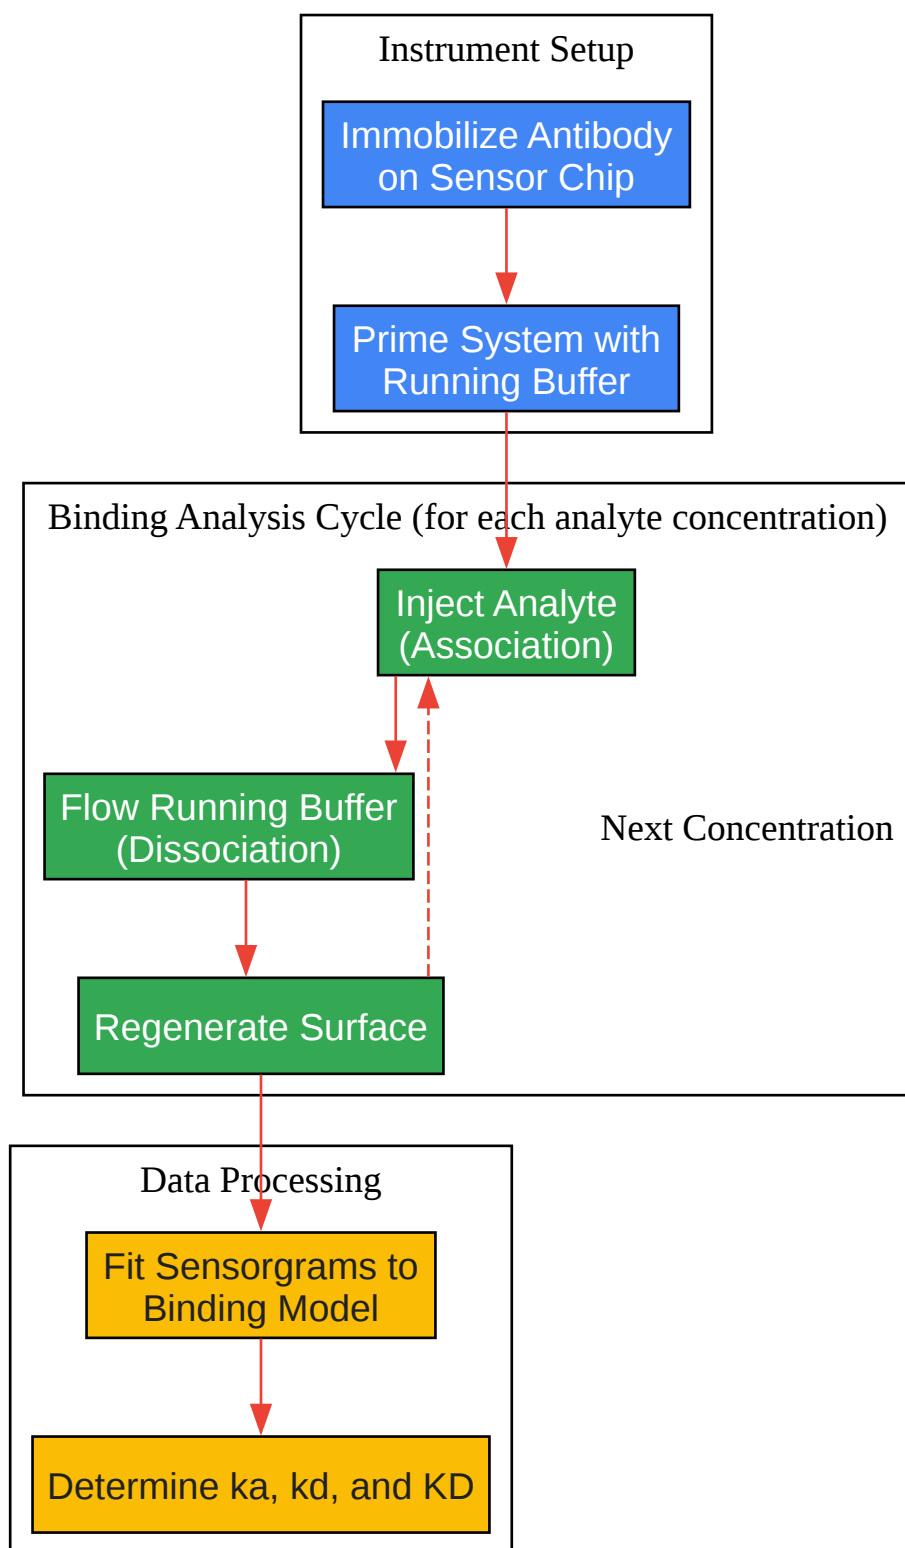 Instrument Setup
Immobilize Antibody
on Sensor Chip
Prime System with
Running Buffer
Binding Analysis Cycle (for each analyte concentration)
Inject Analyte
(Association)
Flow Running Buffer
(Dissociation)
Next Concentration
Regenerate Surface
Data Processing
Fit Sensorgrams to
Binding Model
Determine ka, kd, and KD